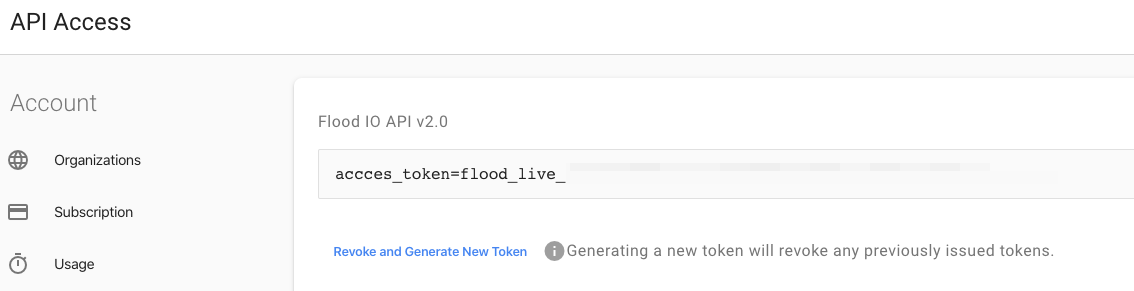 API Access
Account
Organizations
Subscription
Usage
Flood IO API v2.0
accces_token=flood_live_
Revoke and Generate New Token
Generating a new token will revoke any previously issued tokens.